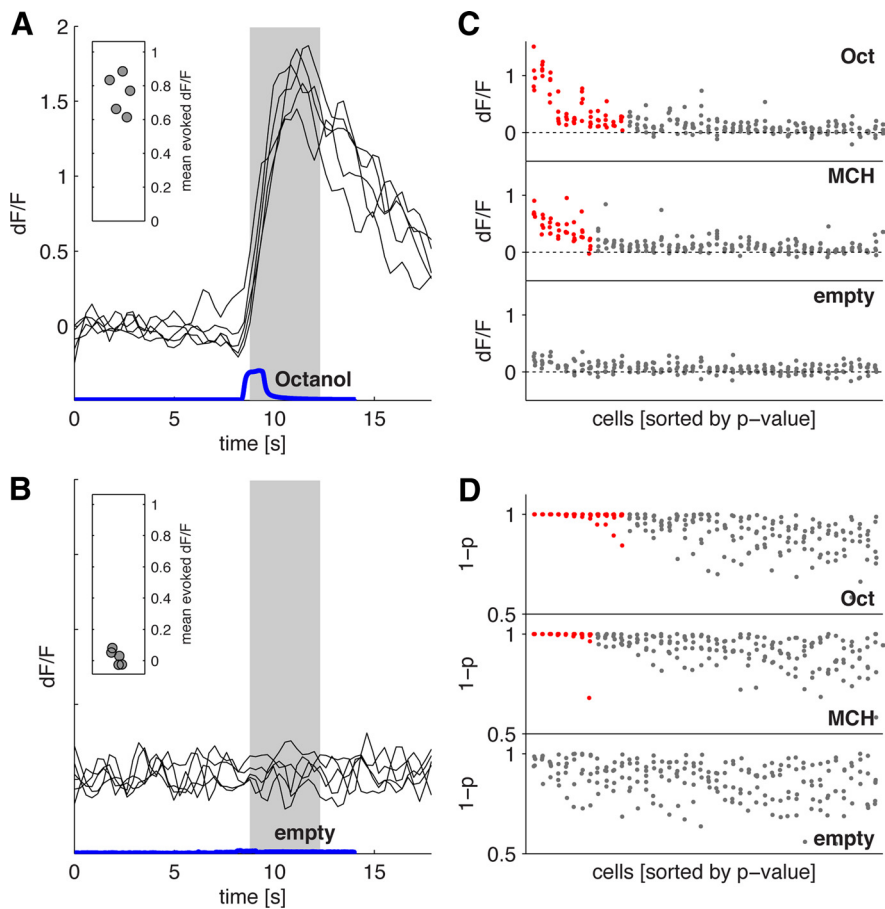 A
2
1.5
1
0.5
0
dF/F
1
0.8
0.6
0.4
0.2
0
mean evoked dF/F
Octanol
0
5
10
15
time [s]
B
dF/F
1
0.8
0.6
0.4
0.2
0
mean evoked dF/F
empty
0
5
10
15
time [s]
C
Oct
1
0
dF/F
MCH
1
0
dF/F
empty
1
0
dF/F
cells [sorted by p-value]
D
1
1-p
Oct
0.5
1
1-p
MCH
0.5
1
1-p
empty
0.5
cells [sorted by p-value]